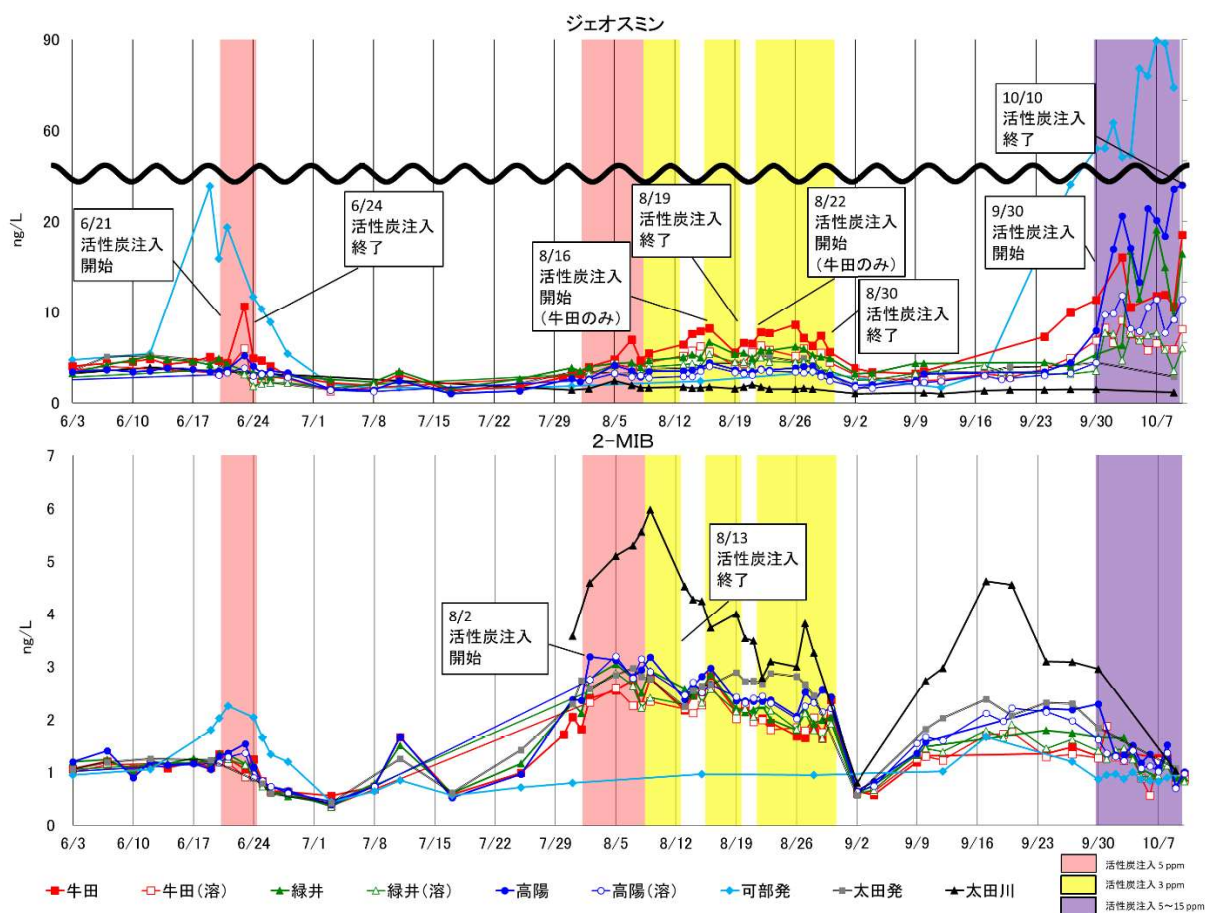 ジェオスミン
90
60
20
10
0
ng/L
6/21
活性炭注入
開始
6/24
活性炭注入
終了
8/16
活性炭注入
開始
(牛田のみ)
8/19
活性炭注入
終了
8/22
活性炭注入
開始
(牛田のみ)
8/30
活性炭注入
終了
9/30
活性炭注入
開始
10/10
活性炭注入
終了
6/3 6/10 6/17 6/24 7/1 7/8 7/15 7/22 7/29 8/5 8/12 8/19 8/26 9/2 9/9 9/16 9/23 9/30 10/7
2-MIB
7
6
5
4
3
2
1
0
ng/L
8/2
活性炭注入
開始
8/13
活性炭注入
終了
6/3 6/10 6/17 6/24 7/1 7/8 7/15 7/22 7/29 8/5 8/12 8/19 8/26 9/2 9/9 9/16 9/23 9/30 10/7
牛田 牛田(溶) 緑井 緑井(溶) 高陽 高陽(溶) 可部発 太田発 太田川
活性炭注入 5 ppm
活性炭注入 3 ppm
活性炭注入 5~15 ppm